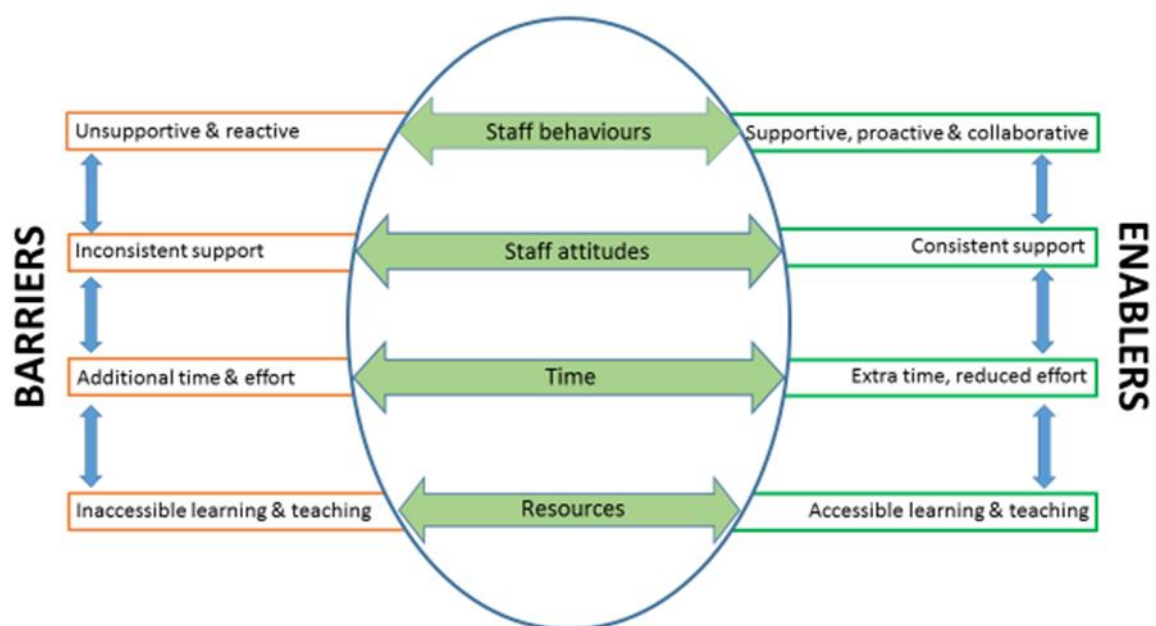 Unsupportive & reactive
Staff behaviours
Supportive, proactive & collaborative
BARRIERS
Inconsistent support
Staff attitudes
Consistent support
ENABLERS
Additional time & effort
Time
Extra time, reduced effort
Inaccessible learning & teaching
Resources
Accessible learning & teaching